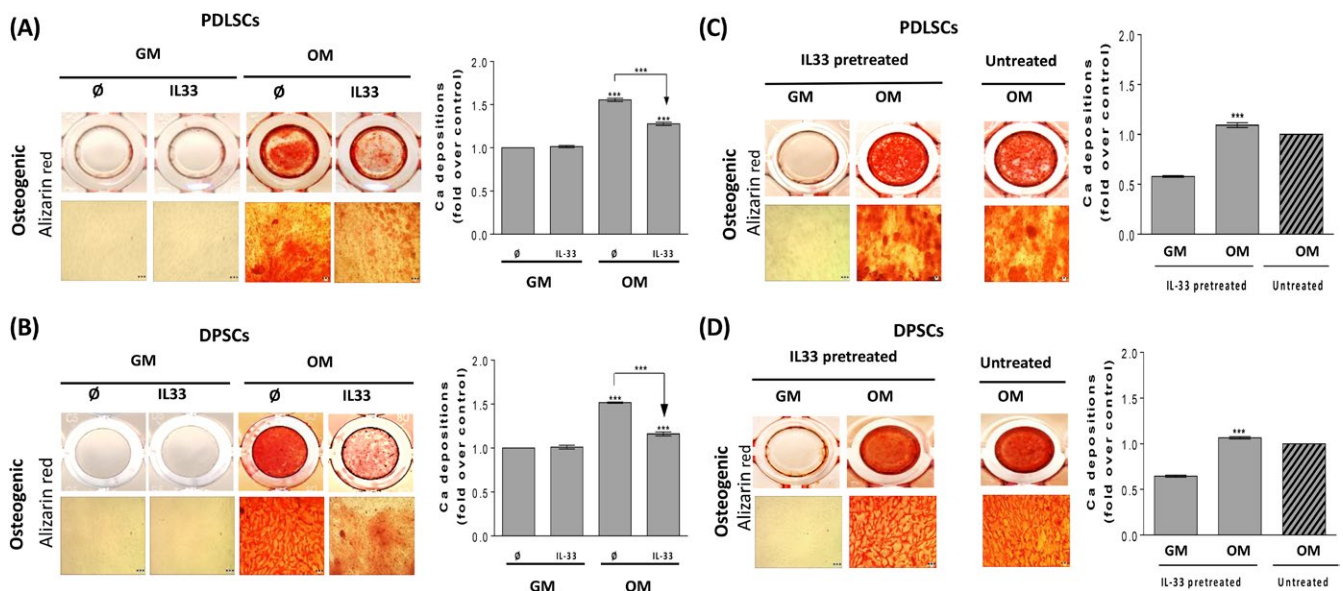 (A)
PDLSCs
GM OM
Ø IL33 Ø IL33
Osteogenic
Alizarin red
Ca depositions
(fold over control)
2.0
1.5
1.0
0.5
0.0
***
*** ***
Ø IL-33 Ø IL-33
GM OM
(B)
DPSCs
GM OM
Ø IL33 Ø IL33
Osteogenic
Alizarin red
Ca depositions
(fold over control)
2.0
1.5
1.0
0.5
0.0
***
*** ***
Ø IL-33 Ø IL-33
GM OM
(C)
PDLSCs
IL33 pretreated Untreated
GM OM OM
Osteogenic
Alizarin red
Ca depositions
(fold over control)
2.0
1.5
1.0
0.5
0.0
***
GM OM OM
IL-33 pretreated Untreated
(D)
DPSCs
IL33 pretreated Untreated
GM OM OM
Osteogenic
Alizarin red
Ca depositions
(fold over control)
2.0
1.5
1.0
0.5
0.0
***
GM OM OM
IL-33 pretreated Untreated